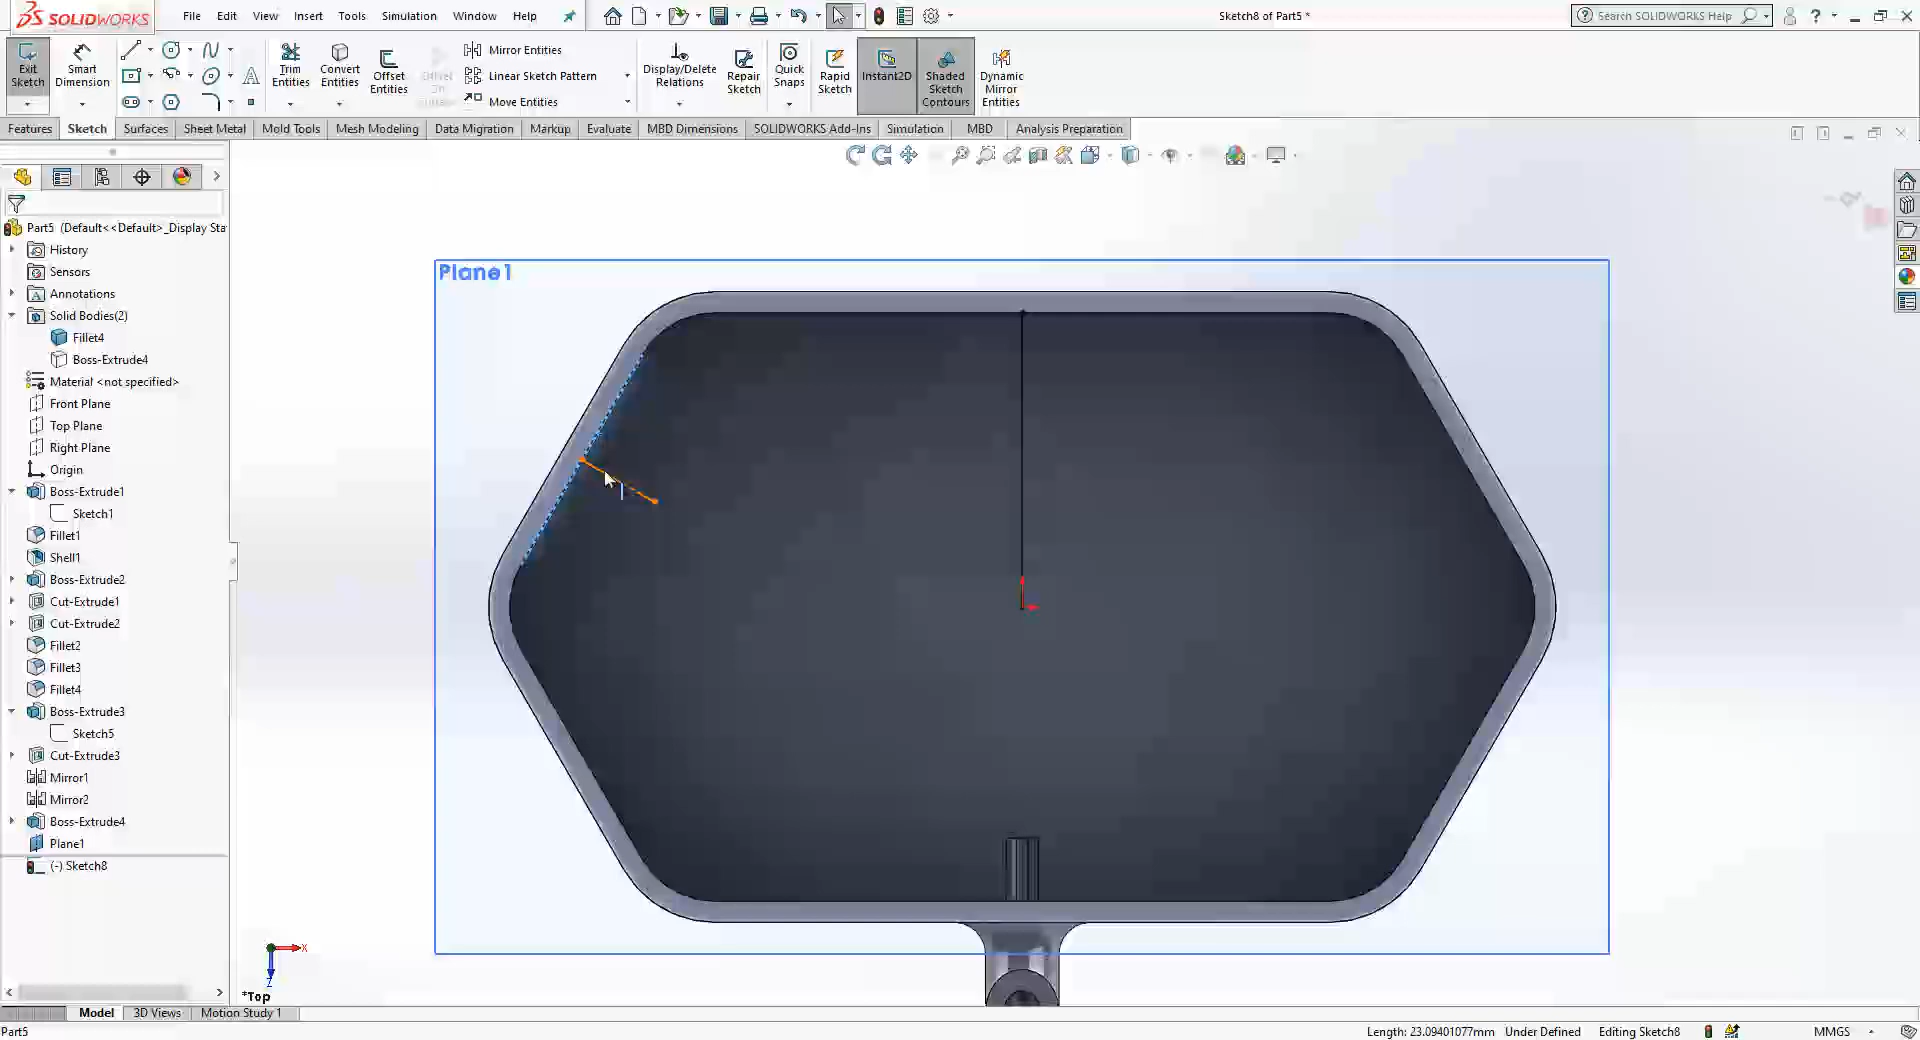 SOLIDWORKS
File Edit View Insert Tools Simulation Window Help
Sketch8 of Part5 *
Search SOLIDWORKS Help
Exit Sketch
Smart Dimension
Trim Entities
Convert Entities
Offset Entities
Mirror Entities
Linear Sketch Pattern
Move Entities
Display/Delete Relations
Repair Sketch
Quick Snaps
Rapid Sketch
Instant2D
Shaded Sketch Contours
Dynamic Mirror Entities
Features Sketch Surfaces Sheet Metal Mold Tools Mesh Modeling Data Migration Markup Evaluate MBD Dimensions SOLIDWORKS Add-Ins Simulation MBD Analysis Preparation
Part5 (Default<<Default>_Display Sta
History
Sensors
Annotations
Solid Bodies(2)
Fillet4
Boss-Extrude4
Material <not specified>
Front Plane
Top Plane
Right Plane
Origin
Boss-Extrude1
Sketch1
Fillet1
Shell1
Boss-Extrude2
Cut-Extrude1
Cut-Extrude2
Fillet2
Fillet3
Fillet4
Boss-Extrude3
Sketch5
Cut-Extrude3
Mirror1
Mirror2
Boss-Extrude4
Plane1
(-) Sketch8
Plane1
X
Z
*Top
Model 3D Views Motion Study 1
Part5
Length: 23.09401077mm Under Defined Editing Sketch8 MMGS